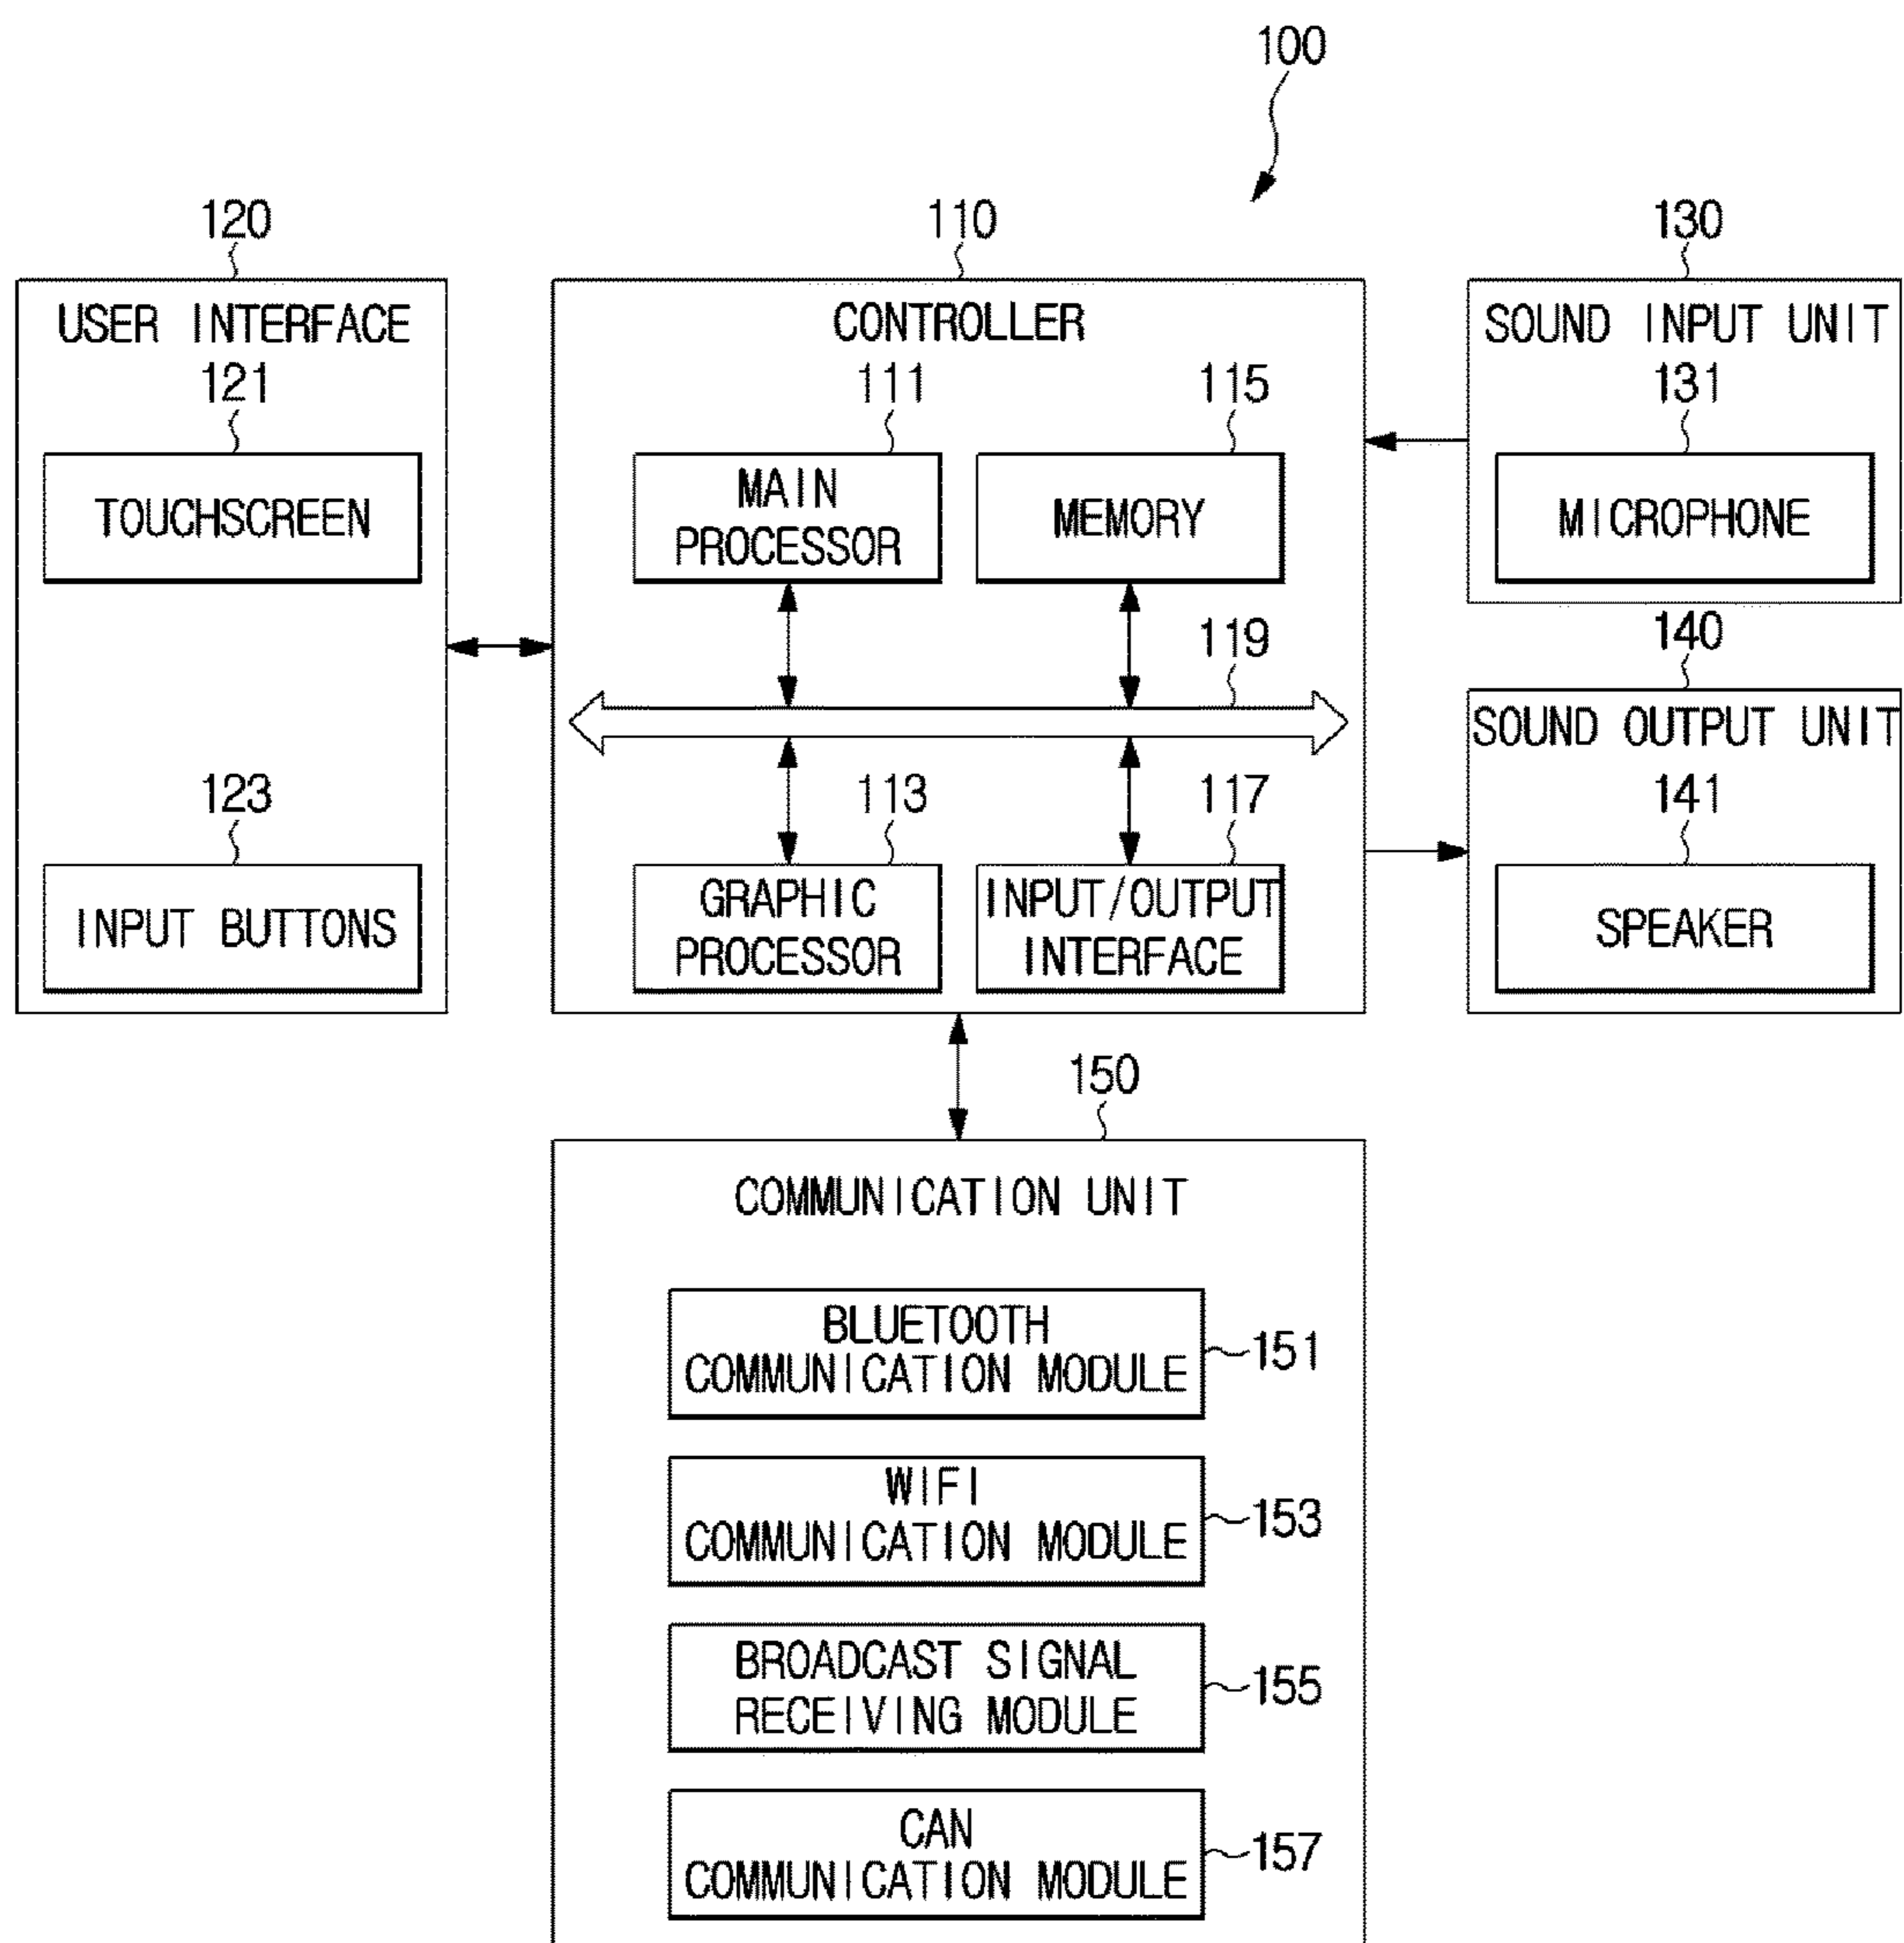 100
120
110
130
USER INTERFACE
CONTROLLER
SOUND INPUT UNIT
121
111
115
131
TOUCHSCREEN
MAIN
PROCESSOR
MEMORY
MICROPHONE
119
140
SOUND OUTPUT UNIT
123
113
117
141
INPUT BUTTONS
GRAPHIC
PROCESSOR
INPUT/OUTPUT
INTERFACE
SPEAKER
150
COMMUNICATION UNIT
BLUETOOTH
COMMUNICATION MODULE
151
WIFI
COMMUNICATION MODULE
153
BROADCAST SIGNAL
RECEIVING MODULE
155
CAN
COMMUNICATION MODULE
157